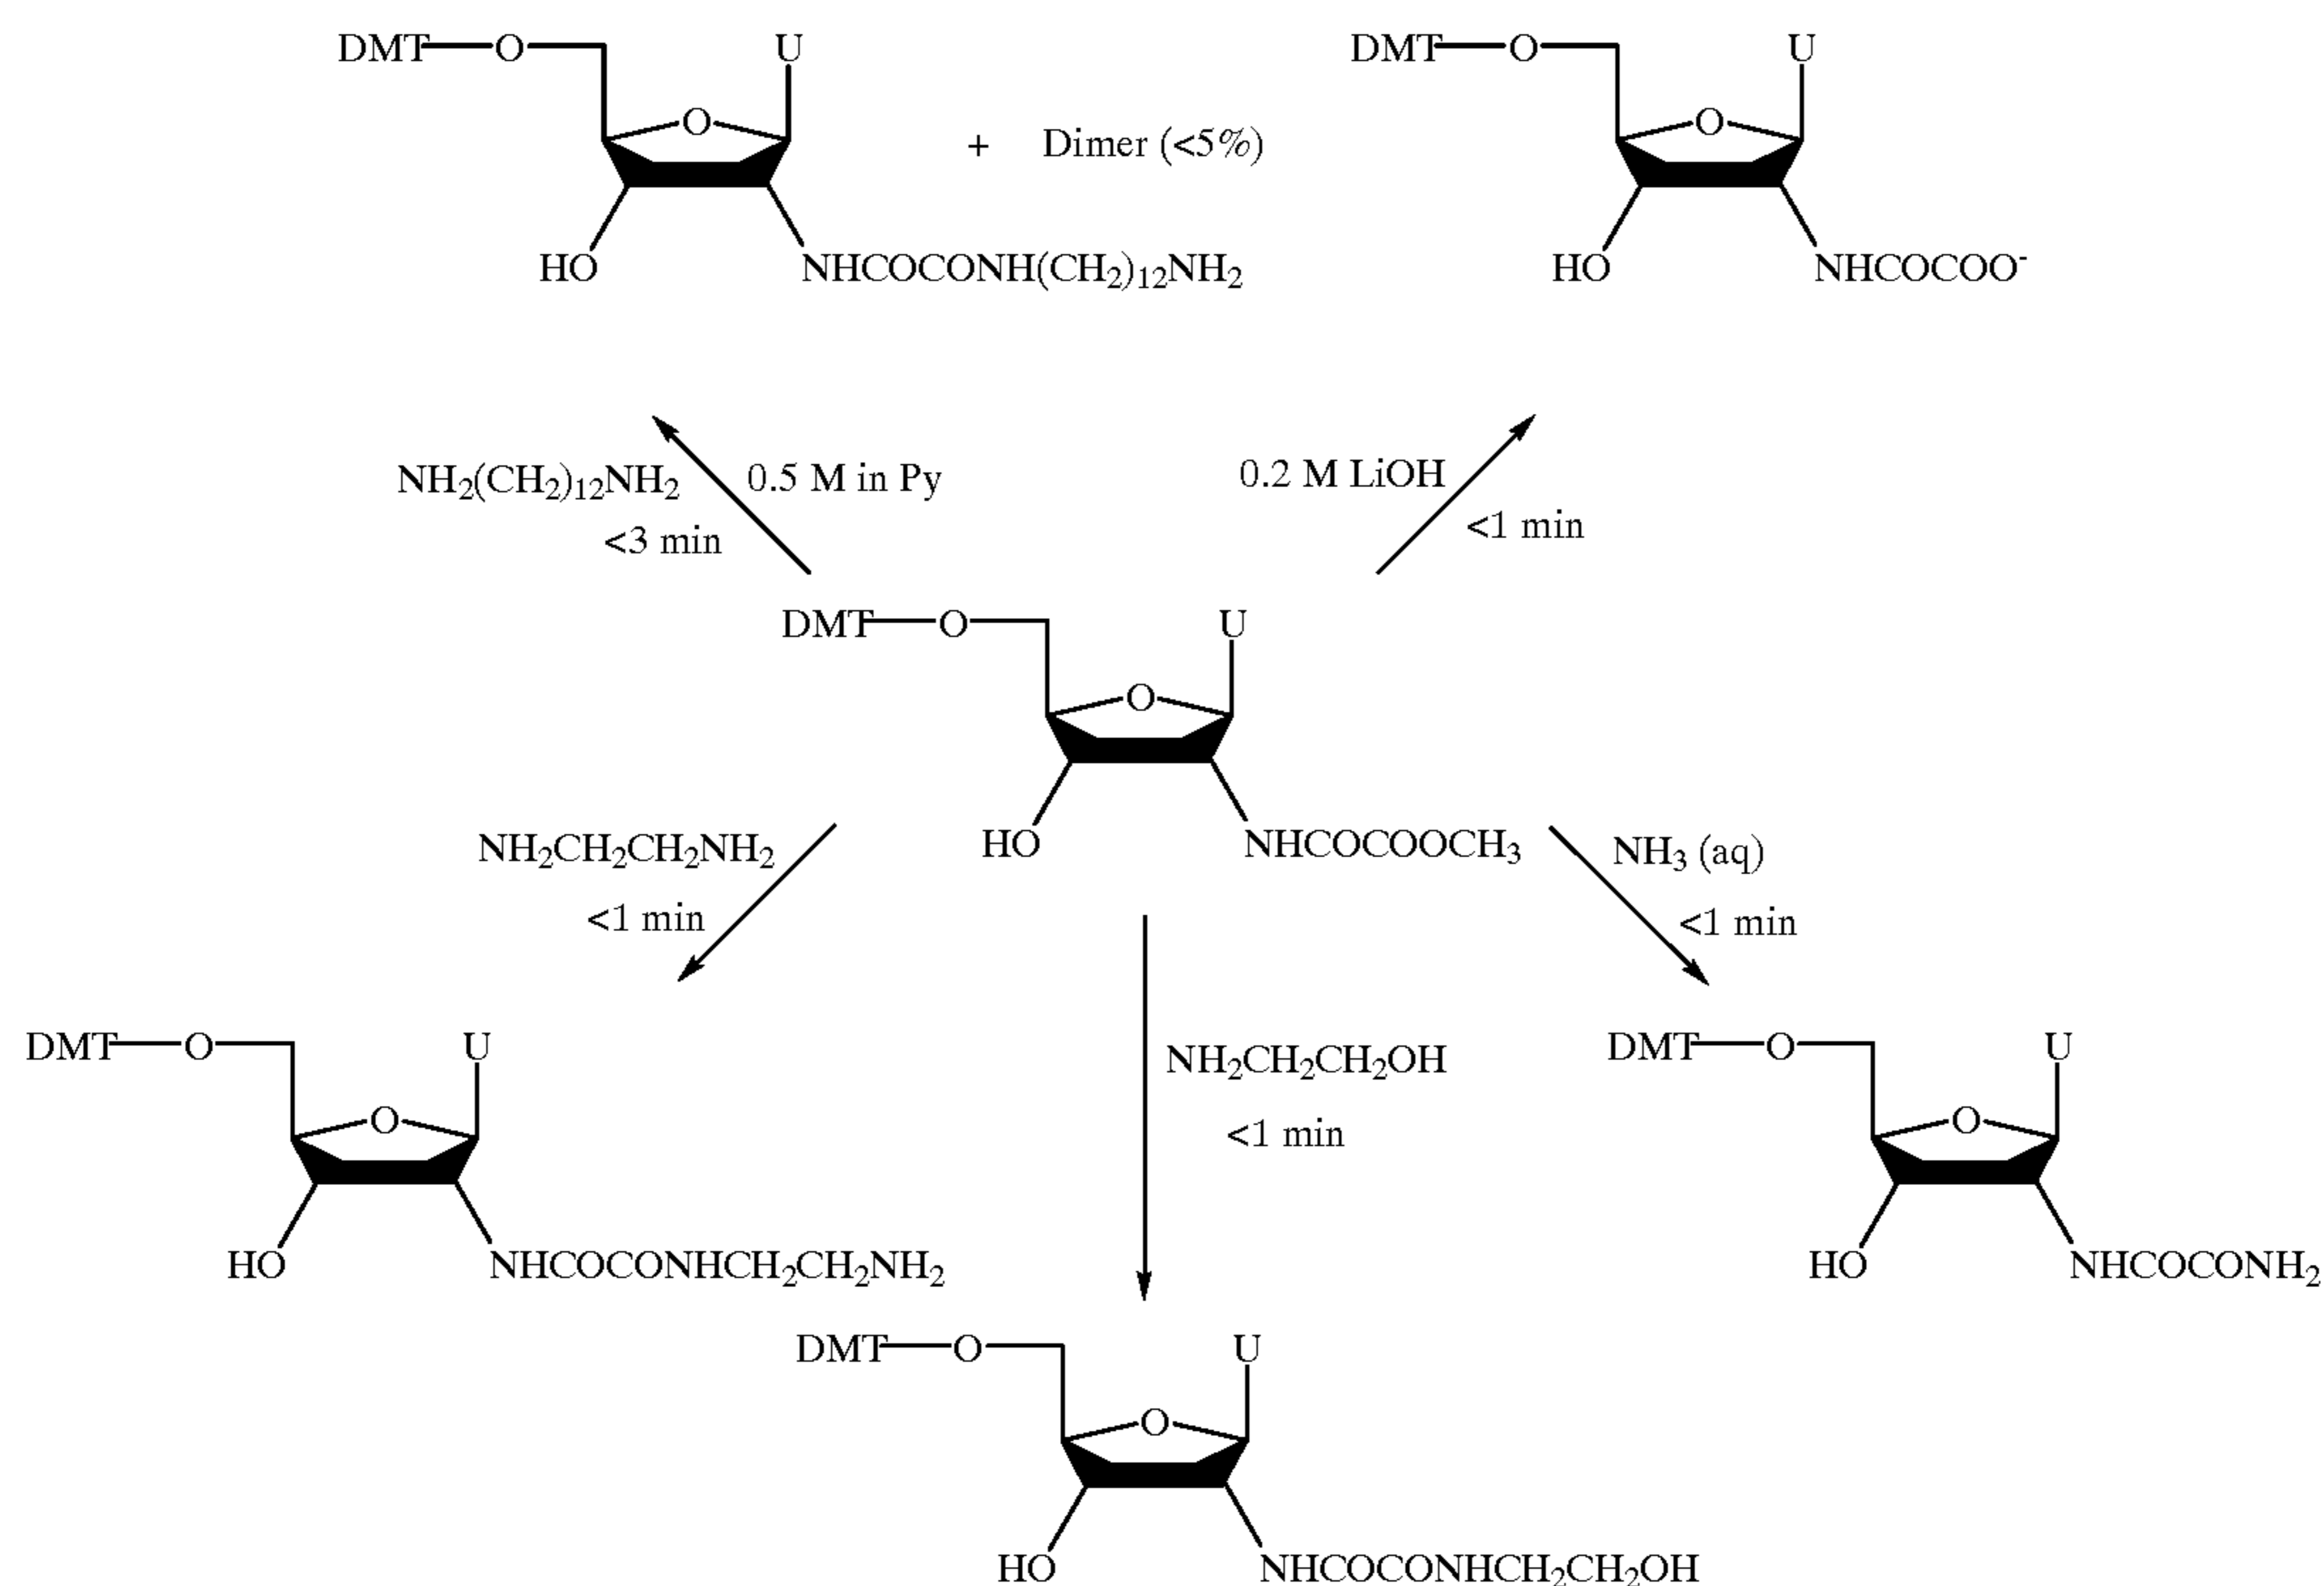 DMT—O U
O
+ Dimer (<5%)
HO NHCOCONH(CH₂)₁₂NH₂
DMT—O U
O
HO NHCOCOO⁻
NH₂(CH₂)₁₂NH₂ 0.5 M in Py
<3 min
0.2 M LiOH
<1 min
DMT—O U
O
HO NHCOCOOCH₃
NH₂CH₂CH₂NH₂
<1 min
NH₃ (aq)
<1 min
NH₂CH₂CH₂OH
<1 min
DMT—O U
O
HO NHCOCONHCH₂CH₂NH₂
DMT—O U
O
HO NHCOCONH₂
DMT—O U
O
HO NHCOCONHCH₂CH₂OH